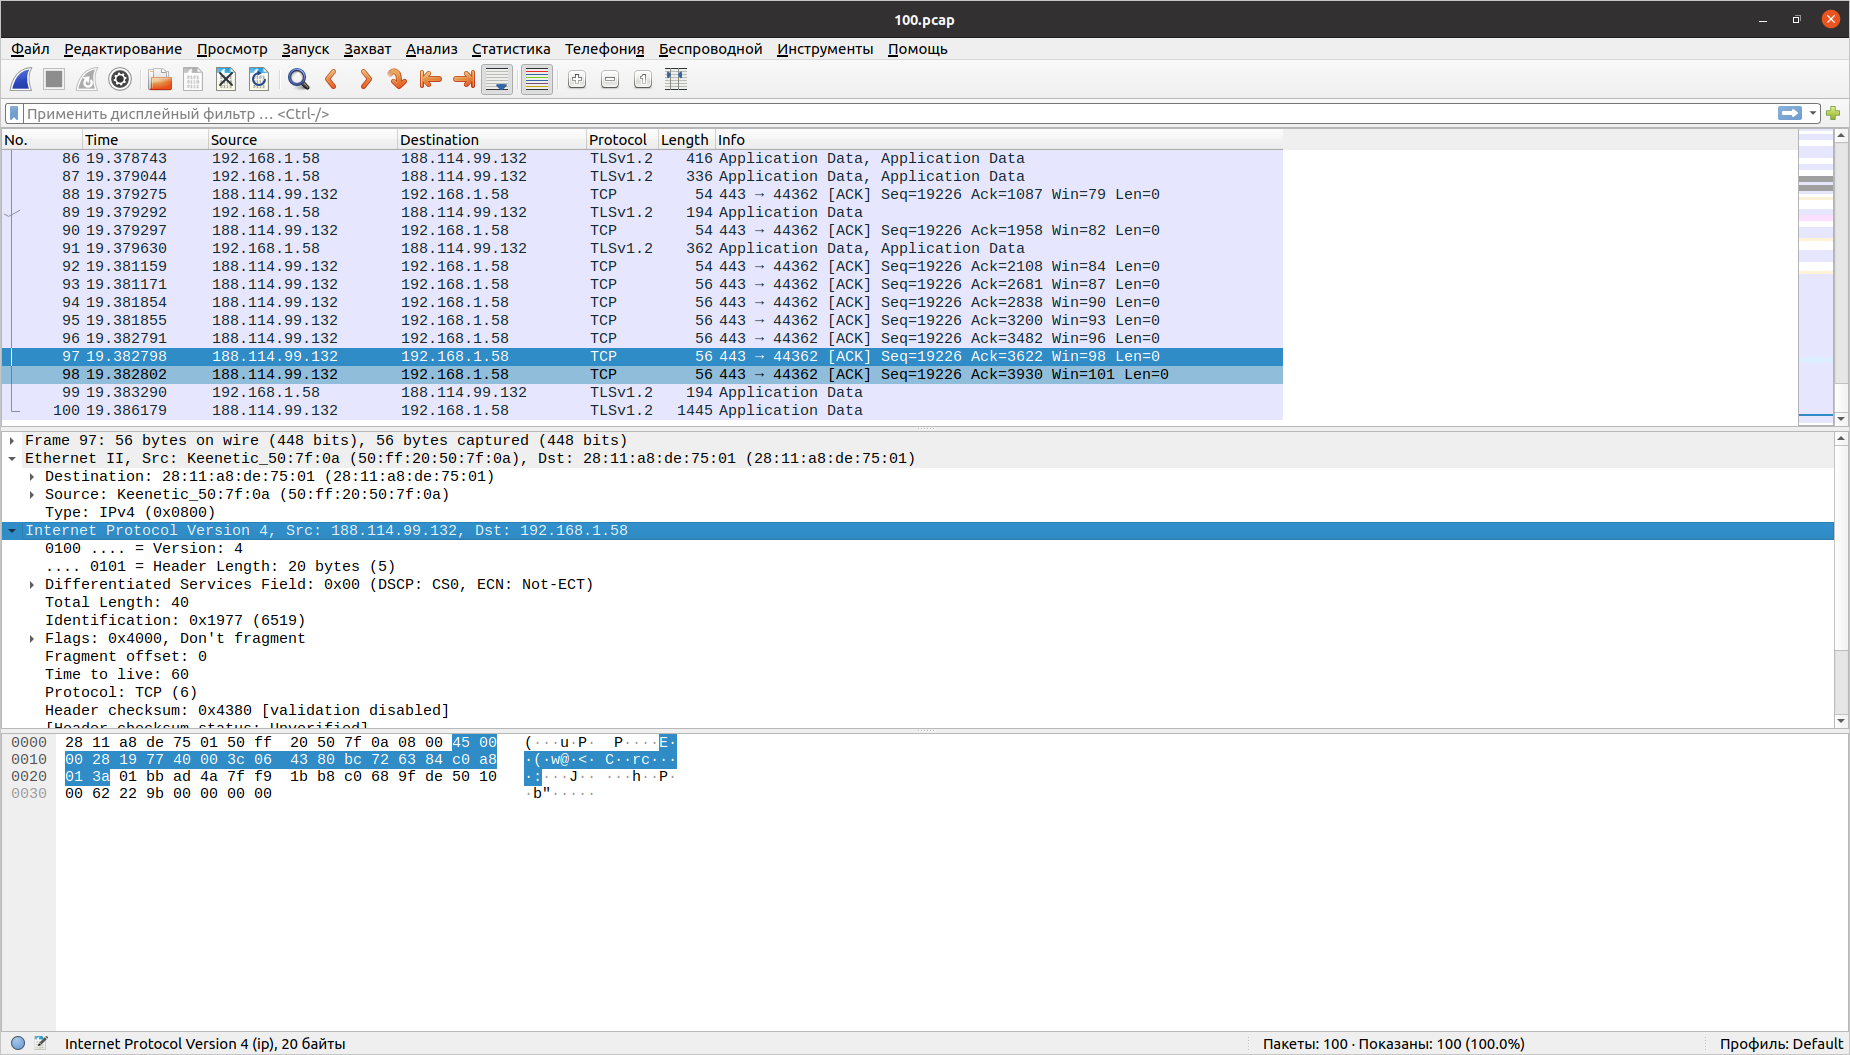 100.pcap
Файл Редактирование Просмотр Запуск Захват Анализ Статистика Телефония Беспроводной Инструменты Помощь
Применить дисплейный фильтр … <Ctrl-/>
No. Time Source Destination Protocol Length Info
86 19.378743 192.168.1.58 188.114.99.132 TLSv1.2 416 Application Data, Application Data
87 19.379044 192.168.1.58 188.114.99.132 TLSv1.2 336 Application Data, Application Data
88 19.379275 188.114.99.132 192.168.1.58 TCP 54 443 → 44362 [ACK] Seq=19226 Ack=1087 Win=79 Len=0
89 19.379292 192.168.1.58 188.114.99.132 TLSv1.2 194 Application Data
90 19.379297 188.114.99.132 192.168.1.58 TCP 54 443 → 44362 [ACK] Seq=19226 Ack=1958 Win=82 Len=0
91 19.379630 192.168.1.58 188.114.99.132 TLSv1.2 362 Application Data, Application Data
92 19.381159 188.114.99.132 192.168.1.58 TCP 54 443 → 44362 [ACK] Seq=19226 Ack=2108 Win=84 Len=0
93 19.381171 188.114.99.132 192.168.1.58 TCP 56 443 → 44362 [ACK] Seq=19226 Ack=2681 Win=87 Len=0
94 19.381854 188.114.99.132 192.168.1.58 TCP 56 443 → 44362 [ACK] Seq=19226 Ack=2838 Win=90 Len=0
95 19.381855 188.114.99.132 192.168.1.58 TCP 56 443 → 44362 [ACK] Seq=19226 Ack=3200 Win=93 Len=0
96 19.382791 188.114.99.132 192.168.1.58 TCP 56 443 → 44362 [ACK] Seq=19226 Ack=3482 Win=96 Len=0
97 19.382798 188.114.99.132 192.168.1.58 TCP 56 443 → 44362 [ACK] Seq=19226 Ack=3622 Win=98 Len=0
98 19.382802 188.114.99.132 192.168.1.58 TCP 56 443 → 44362 [ACK] Seq=19226 Ack=3930 Win=101 Len=0
99 19.383290 192.168.1.58 188.114.99.132 TLSv1.2 194 Application Data
100 19.386179 188.114.99.132 192.168.1.58 TLSv1.2 1445 Application Data
Frame 97: 56 bytes on wire (448 bits), 56 bytes captured (448 bits)
Ethernet II, Src: Keenetic_50:7f:0a (50:ff:20:50:7f:0a), Dst: 28:11:a8:de:75:01 (28:11:a8:de:75:01)
Destination: 28:11:a8:de:75:01 (28:11:a8:de:75:01)
Source: Keenetic_50:7f:0a (50:ff:20:50:7f:0a)
Type: IPv4 (0x0800)
Internet Protocol Version 4, Src: 188.114.99.132, Dst: 192.168.1.58
0100 .... = Version: 4
.... 0101 = Header Length: 20 bytes (5)
Differentiated Services Field: 0x00 (DSCP: CS0, ECN: Not-ECT)
Total Length: 40
Identification: 0x1977 (6519)
Flags: 0x4000, Don't fragment
Fragment offset: 0
Time to live: 60
Protocol: TCP (6)
Header checksum: 0x4380 [validation disabled]
[Header checksum status: Unverified]
0000 28 11 a8 de 75 01 50 ff 20 50 7f 0a 08 00 45 00 (···u·P· P····E·
0010 00 28 19 77 40 00 3c 06 43 80 bc 72 63 84 c0 a8 ·(·w@·<· C··rc···
0020 01 3a 01 bb ad 4a 7f f9 1b b8 c0 68 9f de 50 10 ·:···J·· ···h··P·
0030 00 62 22 9b 00 00 00 00 ·b"·····
Internet Protocol Version 4 (ip), 20 байты
Пакеты: 100 · Показаны: 100 (100.0%)
Профиль: Default